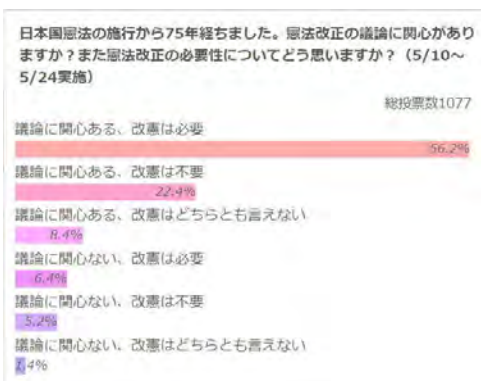 日本国憲法の施行から75年経ちました。憲法改正の議論に関心があり
ますか？また憲法改正の必要性についてどう思いますか？（5/10～
5/24実施）
総投票数1077
議論に関心ある、改憲は必要
56.2%
議論に関心ある、改憲は不要
22.4%
議論に関心ある、改憲はどちらとも言えない
8.4%
議論に関心ない、改憲は必要
6.4%
議論に関心ない、改憲は不要
5.2%
議論に関心ない、改憲はどちらとも言えない
1.4%